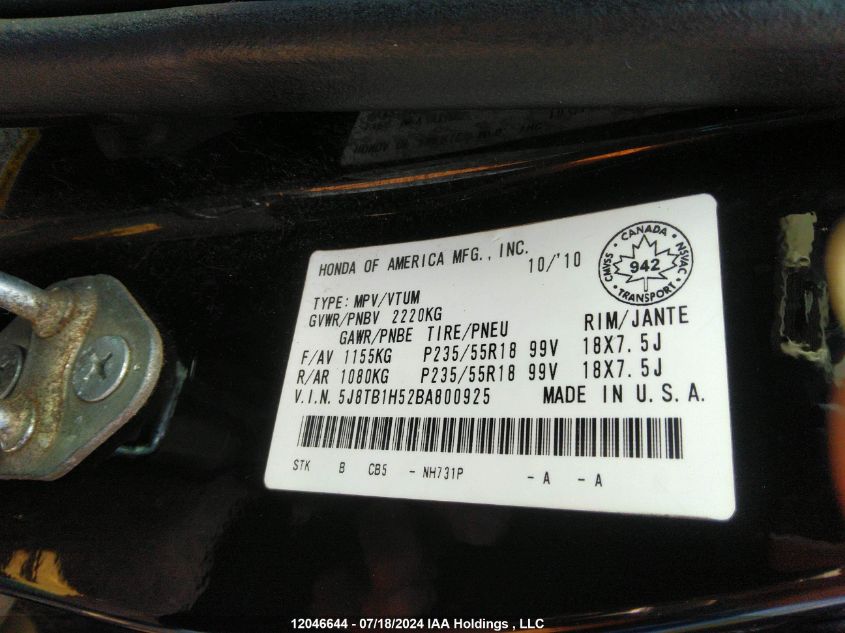 HONDA OF AMERICA MFG., INC.
10/'10
CANADA
CMVSS 942 NSVAC
TRANSPORT
TYPE: MPV/VTUM
GVWR/PNBV 2220KG
GAWR/PNBE TIRE/PNEU RIM/JANTE
F/AV 1155KG P235/55R18 99V 18X7.5J
R/AR 1080KG P235/55R18 99V 18X7.5J
V.I.N. 5J8TB1H52BA800925 MADE IN U.S.A.
STK B CB5 - NH731P - A - A
12046644 - 07/18/2024 IAA Holdings , LLC